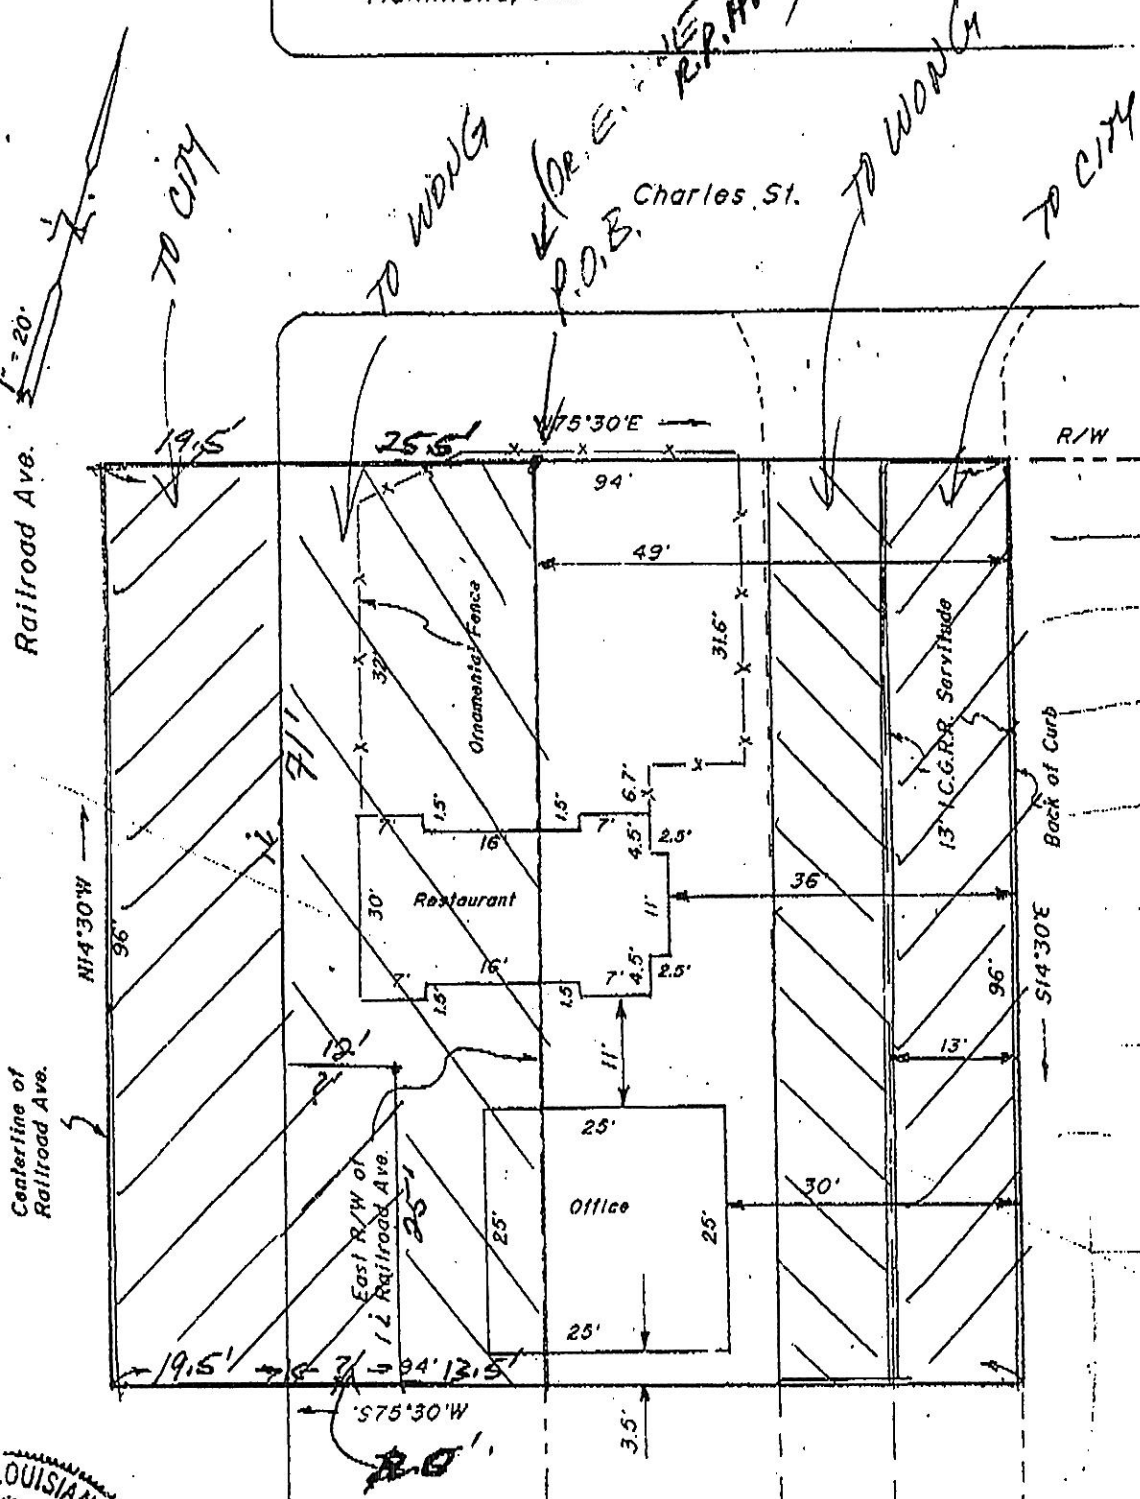 TO CITY
TO WONG
(DR. E.
R.R.
TO WONG
TO CITY
Charles St.
P.O.B.
1" = 20'
Railroad Ave.
19.5'
25.5'
N75°30'E
R/W
94'
49'
Ornamental Fence
32'
31.6'
13' I.C.G.R.R. Servitude
Back of Curb
71'
6.7'
1.5'
1.5'
7'
16'
7'
4.5'
2.5'
Restaurant
30'
11'
36'
N14°30'W
96'
96'
S14°30'E
7'
16'
7'
4.5'
2.5'
1.5'
1.5'
12'
11'
13'
Centerline of
Railroad Ave.
East R/W of
Railroad Ave.
25'
25'
Office
25'
25'
30'
25'
19.5'
94'
13.5'
S75°30'W
3.5'